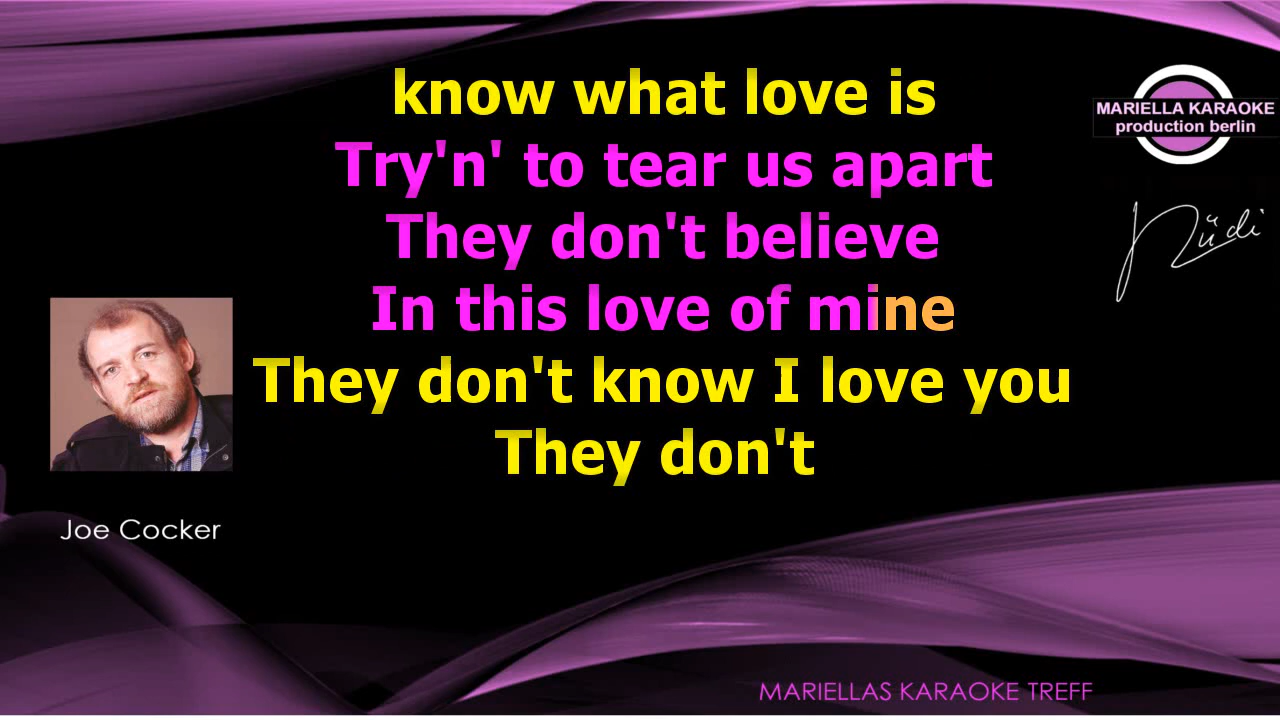 know what love is
Try'n' to tear us apart
They don't believe
In this love of mine
They don't know I love you
They don't
MARIELLA KARAOKE
production berlin
Rüdi
Joe Cocker
MARIELLAS KARAOKE TREFF